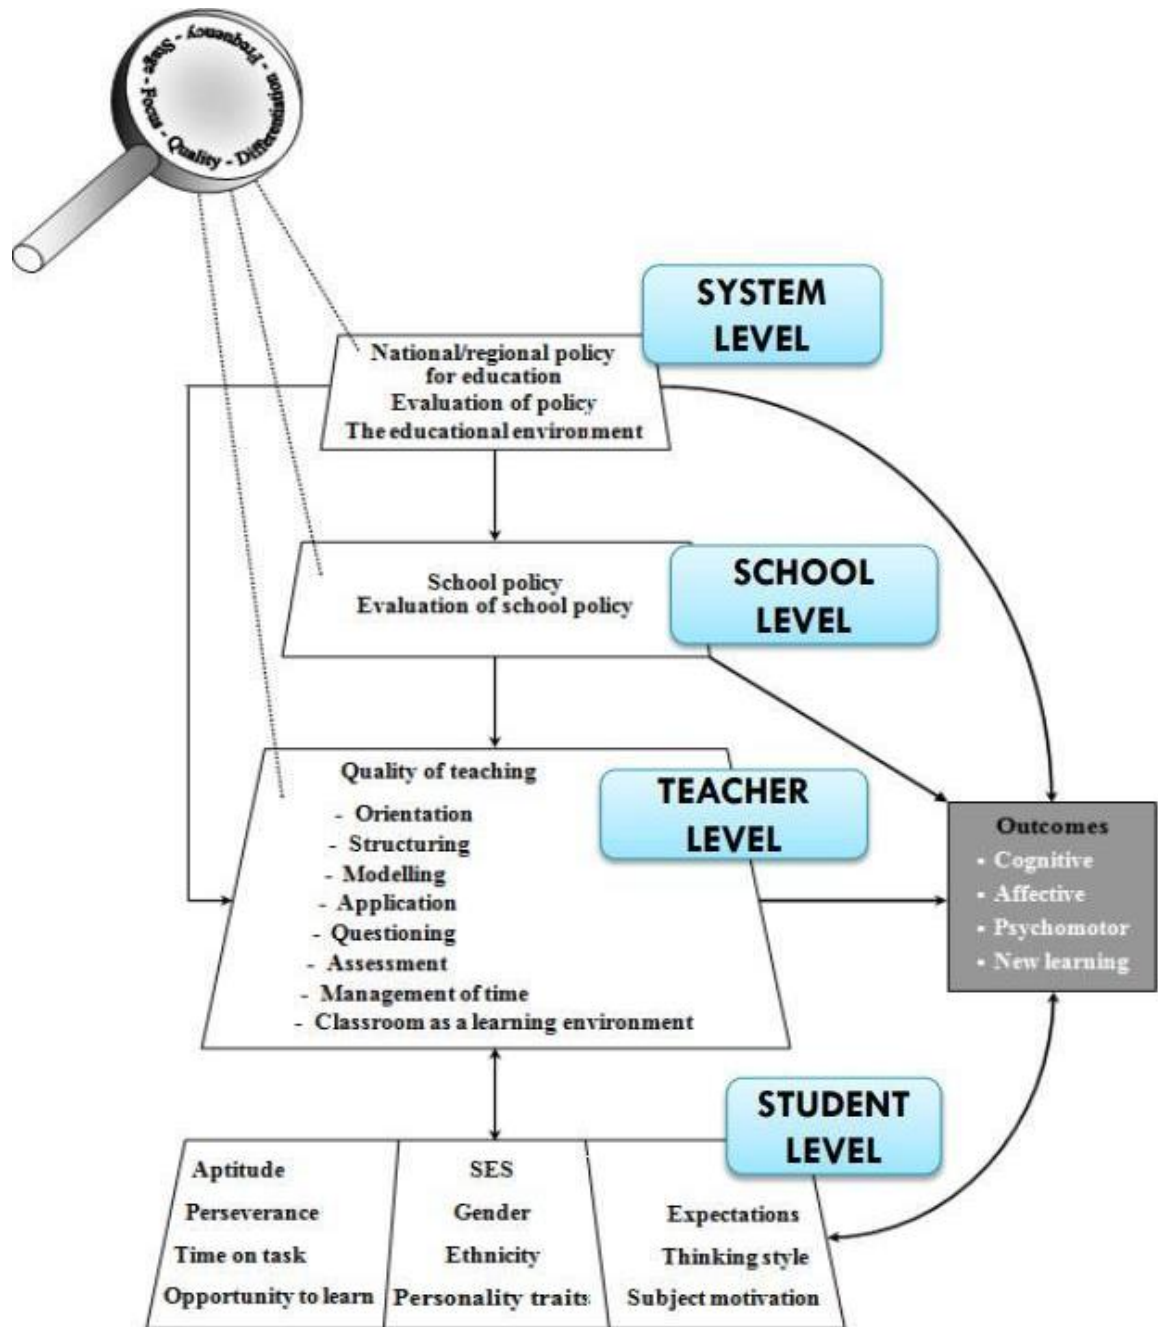 Frequency - Stage - Focus - Quality - Differentiation -
SYSTEM
LEVEL
National/regional policy
for education
Evaluation of policy
The educational environment
SCHOOL
LEVEL
School policy
Evaluation of school policy
TEACHER
LEVEL
Quality of teaching
- Orientation
- Structuring
- Modelling
- Application
- Questioning
- Assessment
- Management of time
- Classroom as a learning environment
Outcomes
• Cognitive
• Affective
• Psychomotor
• New learning
STUDENT
LEVEL
Aptitude
Perseverance
Time on task
Opportunity to learn
SES
Gender
Ethnicity
Personality traits
Expectations
Thinking style
Subject motivation